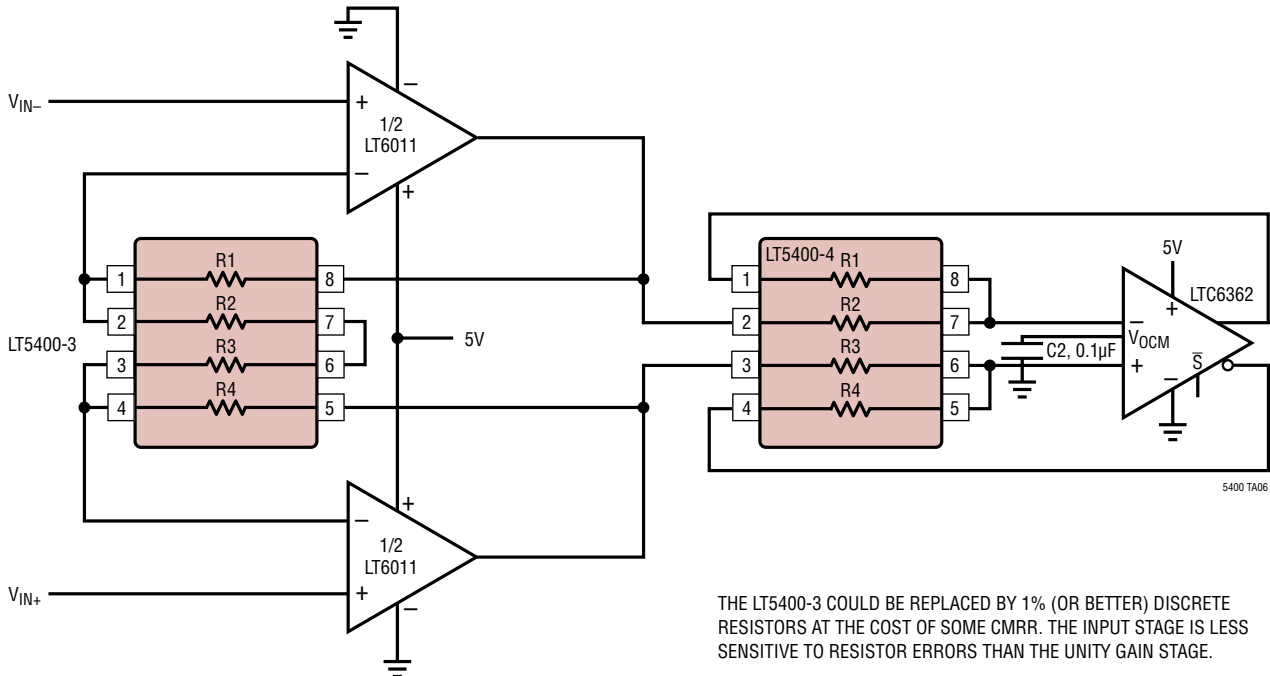 VIN–
+
–
1/2
LT6011
–
+
R1
1
8
R2
2
7
LT5400-3
R3
3
6
R4
4
5
5V
LT5400-4
R1
1
8
R2
2
7
R3
3
6
R4
4
5
5V
LTC6362
+
–
VOCM
C2, 0.1µF
+
–
S̅
5400 TA06
+
–
1/2
LT6011
+
–
VIN+
THE LT5400-3 COULD BE REPLACED BY 1% (OR BETTER) DISCRETE
RESISTORS AT THE COST OF SOME CMRR. THE INPUT STAGE IS LESS
SENSITIVE TO RESISTOR ERRORS THAN THE UNITY GAIN STAGE.